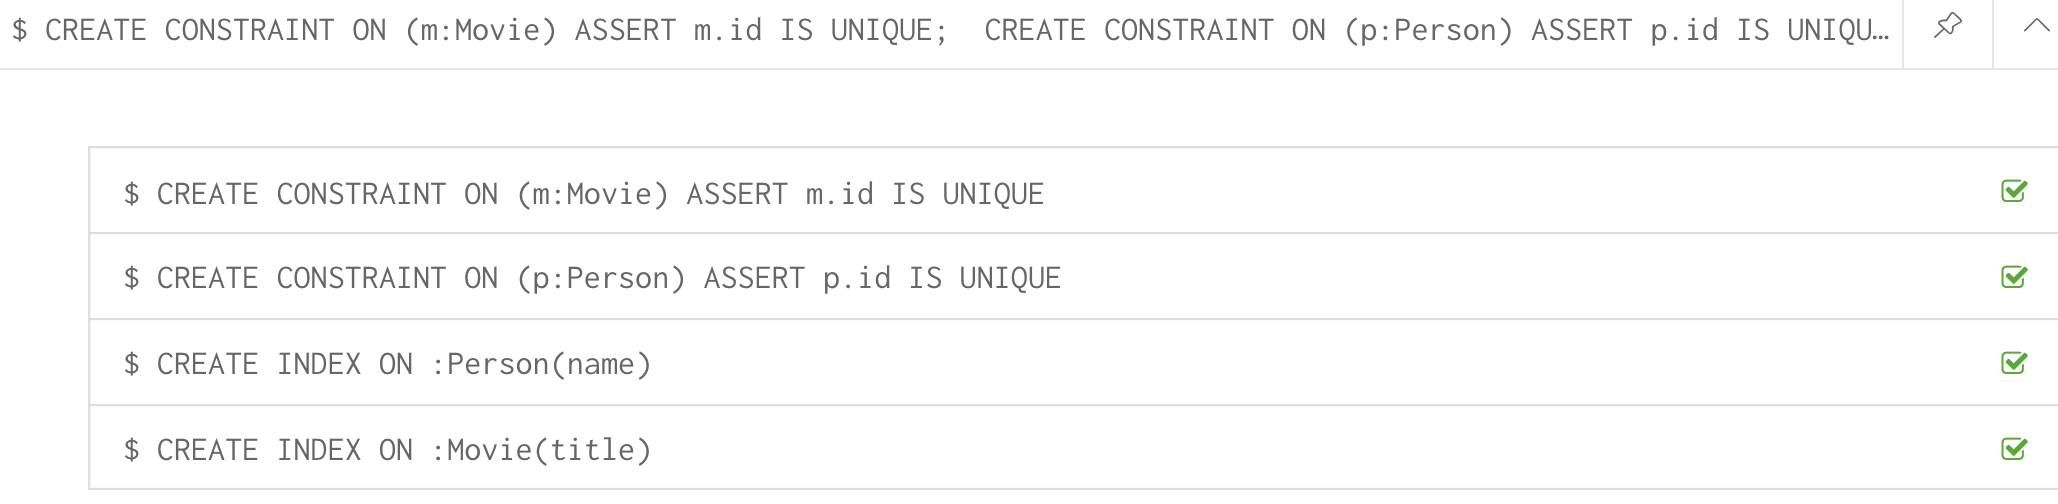 $ CREATE CONSTRAINT ON (m:Movie) ASSERT m.id IS UNIQUE;  CREATE CONSTRAINT ON (p:Person) ASSERT p.id IS UNIQU…
$ CREATE CONSTRAINT ON (m:Movie) ASSERT m.id IS UNIQUE
$ CREATE CONSTRAINT ON (p:Person) ASSERT p.id IS UNIQUE
$ CREATE INDEX ON :Person(name)
$ CREATE INDEX ON :Movie(title)